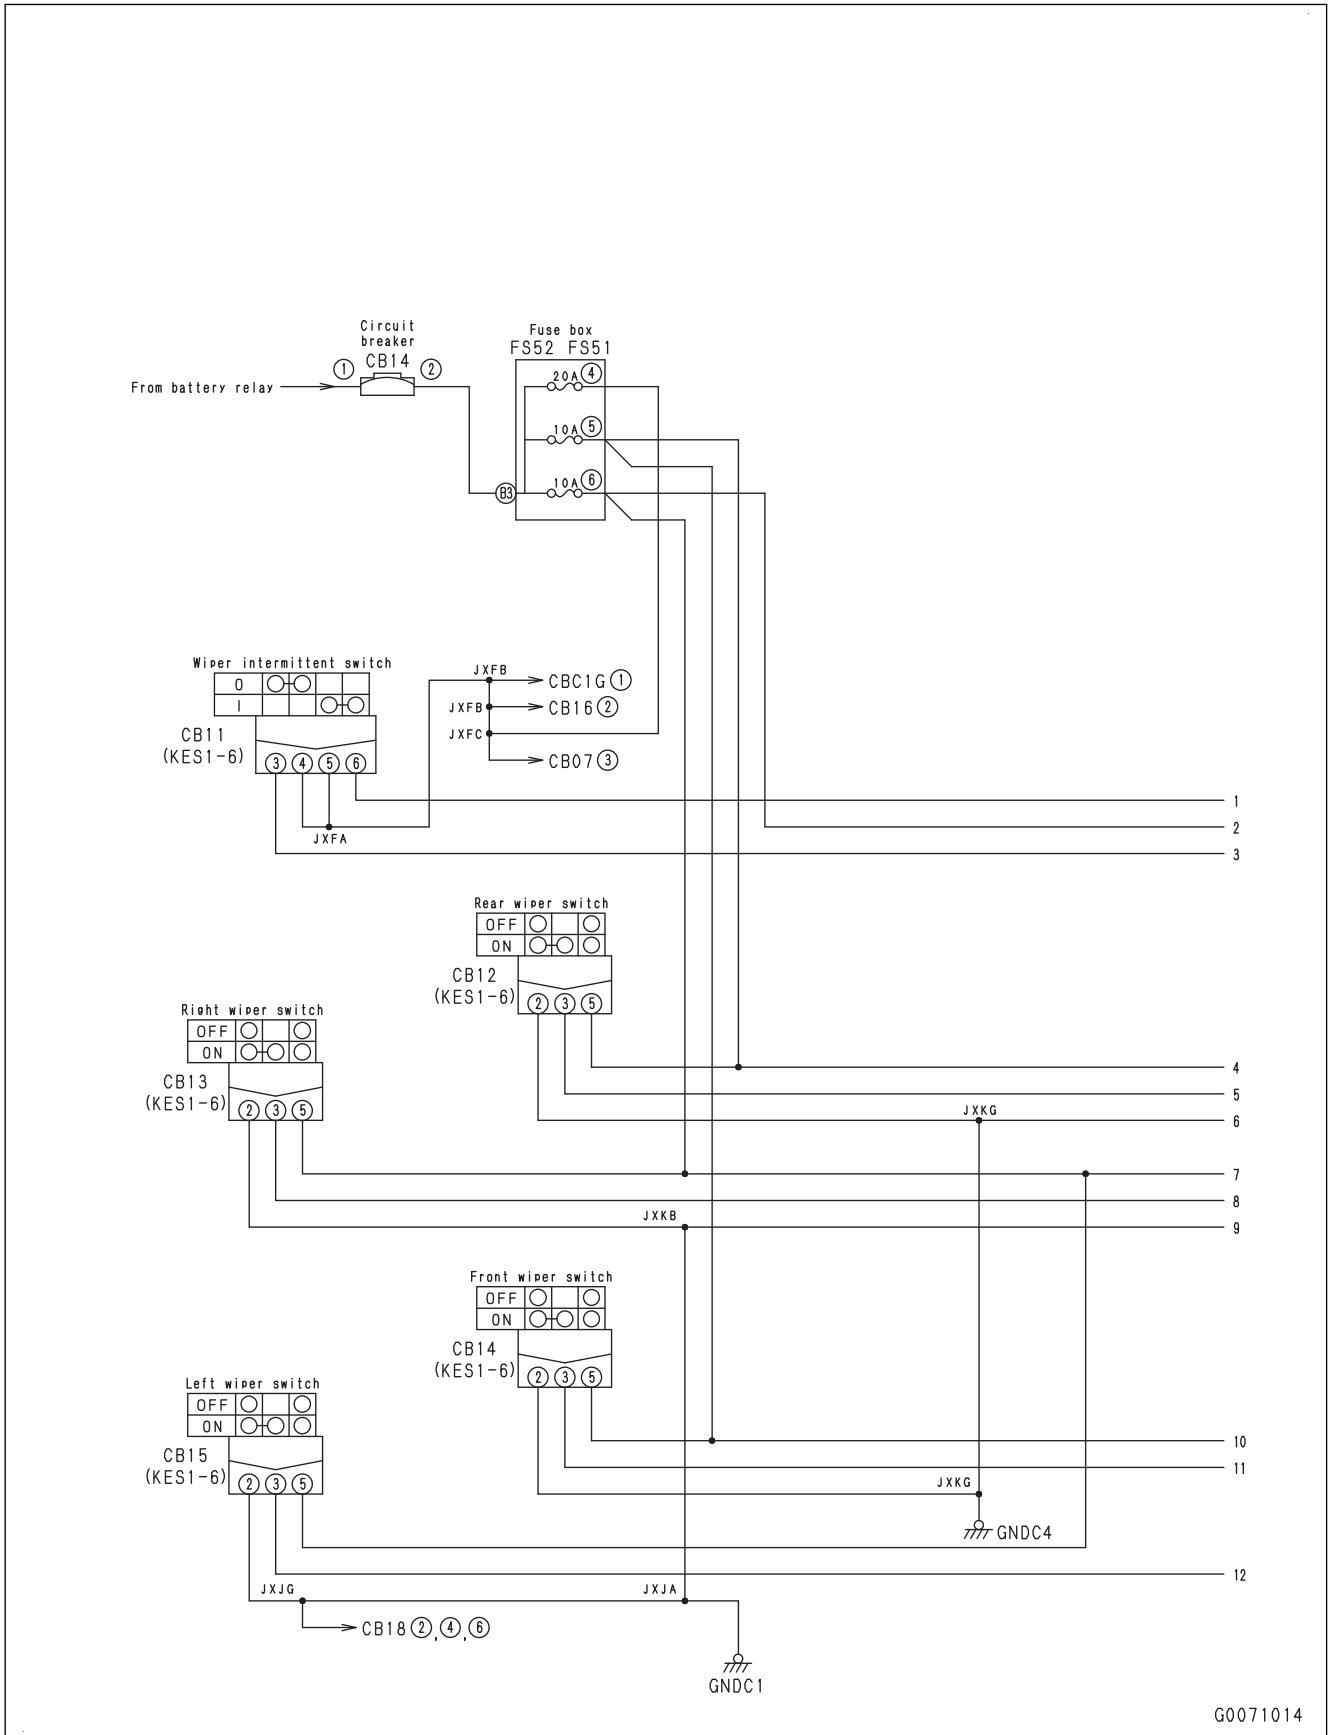 Circuit
breaker
CB14
1
2
From battery relay
Fuse box
FS52 FS51
20A 4
10A 5
10A 6
B3
Wiper intermittent switch
O
I
CB11
(KES1-6)
3 4 5 6
JXFA
JXFB
CBC1G 1
JXFB
CB16 2
JXFC
CB07 3
1
2
3
Rear wiper switch
OFF
ON
CB12
(KES1-6)
2 3 5
Right wiper switch
OFF
ON
CB13
(KES1-6)
2 3 5
4
5
JXKG
6
7
8
JXKB
9
Front wiper switch
OFF
ON
CB14
(KES1-6)
2 3 5
Left wiper switch
OFF
ON
CB15
(KES1-6)
2 3 5
10
11
JXKG
GNDC4
12
JXJG
JXJA
CB18 2, 4, 6
GNDC1
G0071014